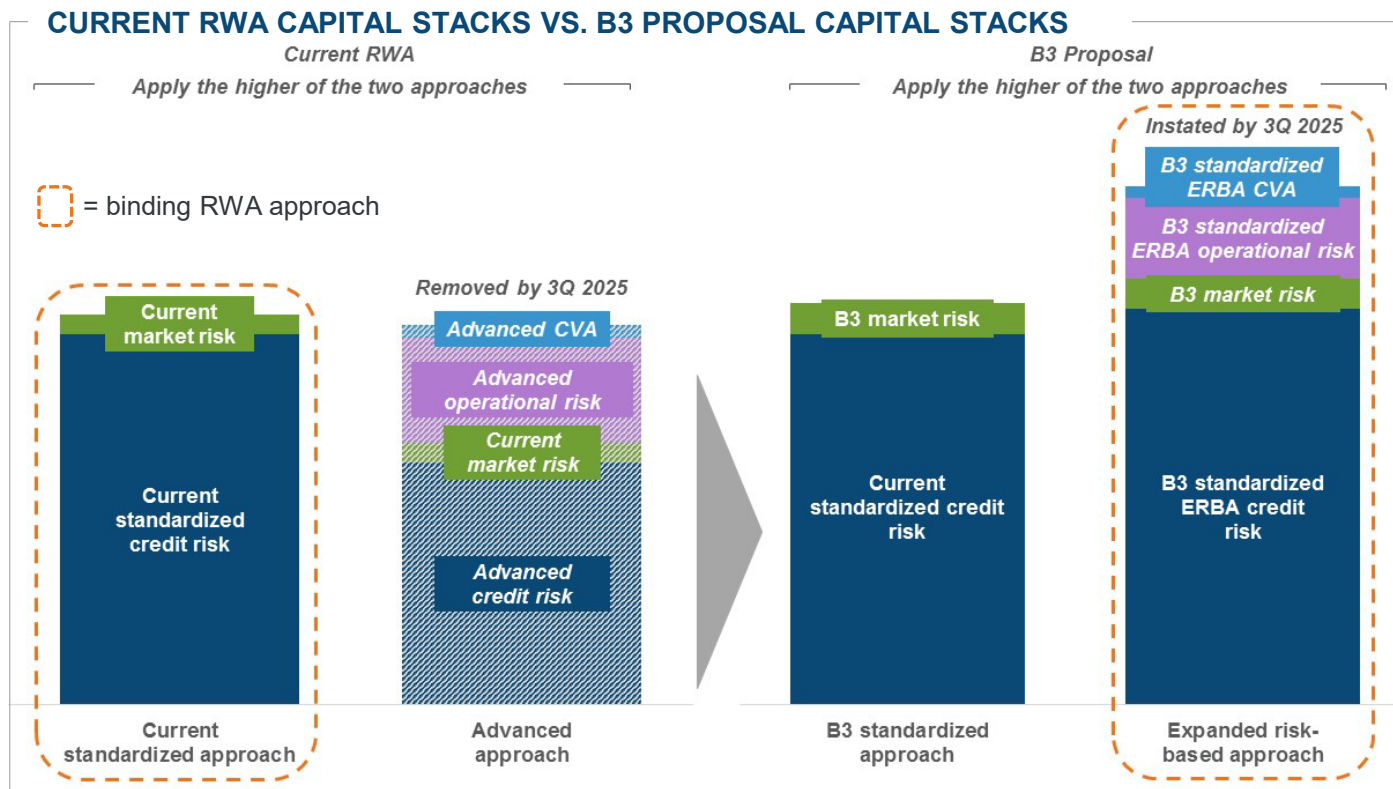 CURRENT RWA CAPITAL STACKS VS. B3 PROPOSAL CAPITAL STACKS
Current RWA
Apply the higher of the two approaches
= binding RWA approach
Current
market risk
Current
standardized
credit risk
Current
standardized approach
Removed by 3Q 2025
Advanced CVA
Advanced
operational risk
Current
market risk
Advanced
credit risk
Advanced
approach
B3 Proposal
Apply the higher of the two approaches
B3 market risk
Current
standardized credit
risk
B3 standardized
approach
Instated by 3Q 2025
B3 standardized
ERBA CVA
B3 standardized
ERBA operational risk
B3 market risk
B3 standardized
ERBA credit
risk
Expanded risk-
based approach